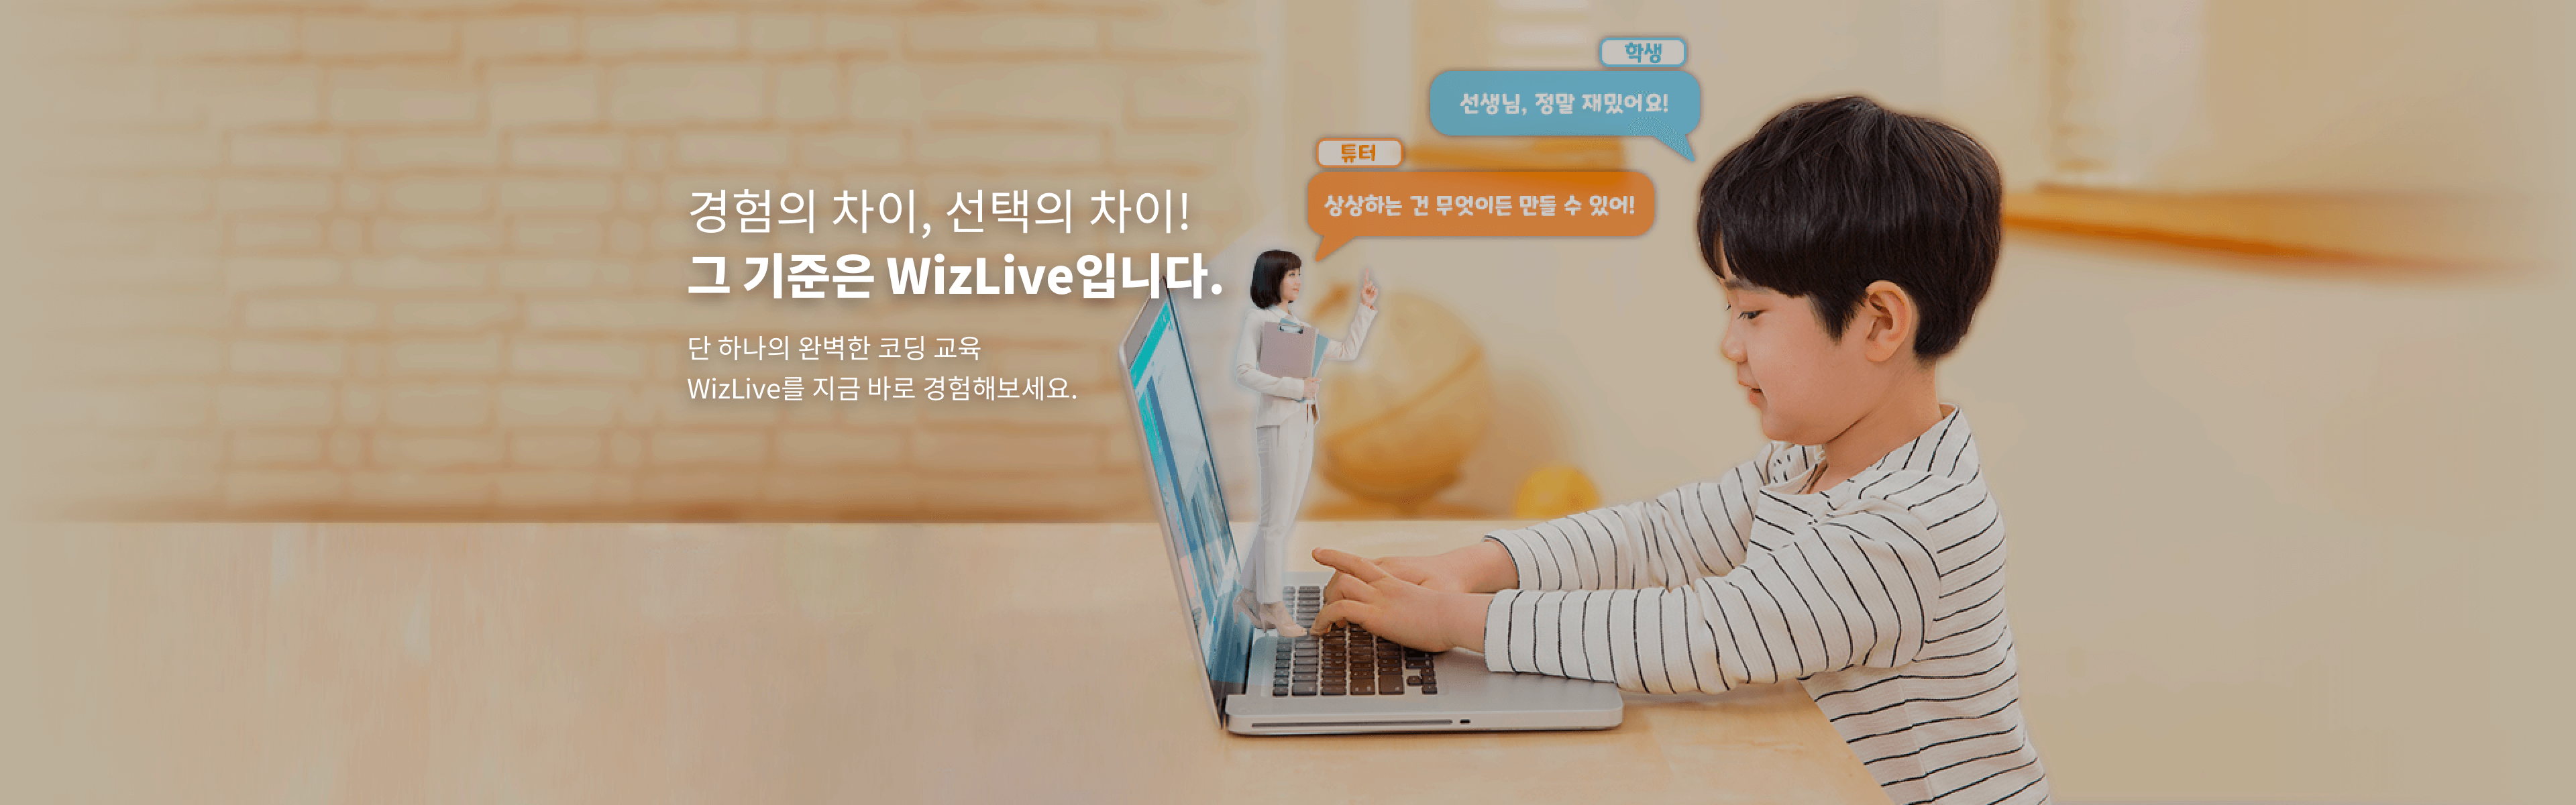 경험의 차이, 선택의 차이!
그 기준은 WizLive입니다.
단 하나의 완벽한 코딩 교육
WizLive를 지금 바로 경험해보세요.
학생
선생님, 정말 재밌어요!
튜터
상상하는 건 무엇이든 만들 수 있어!